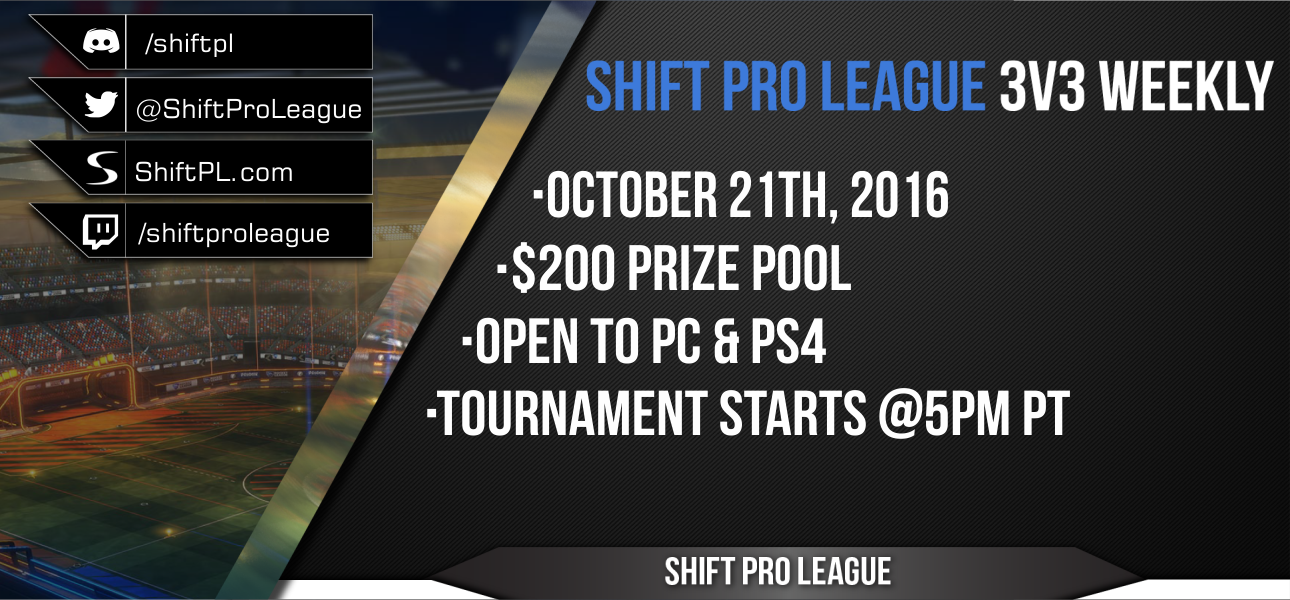 /shiftpl
@ShiftProLeague
ShiftPL.com
/shiftproleague
SHIFT PRO LEAGUE 3V3 WEEKLY
·OCTOBER 21TH, 2016
·$200 PRIZE POOL
·OPEN TO PC & PS4
·TOURNAMENT STARTS @5PM PT
SHIFT PRO LEAGUE